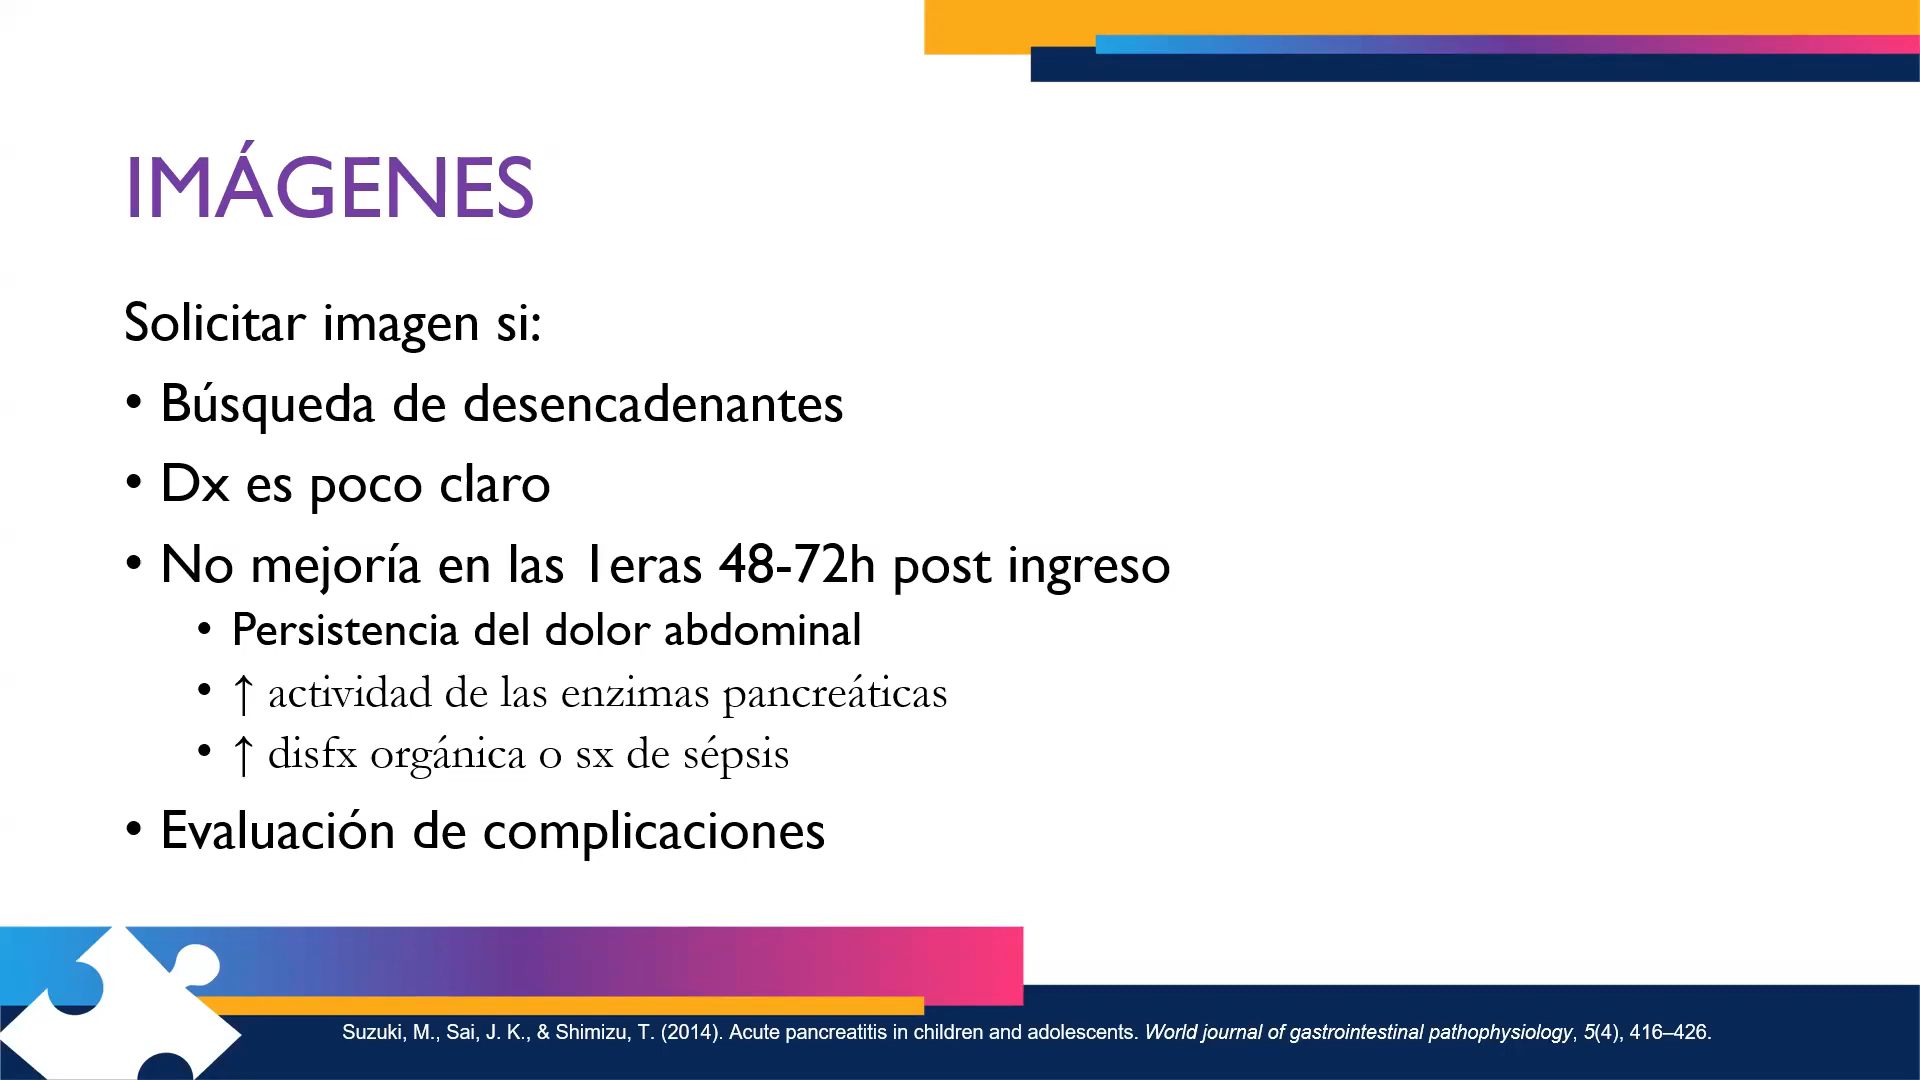 IMÁGENES
Solicitar imagen si:
• Búsqueda de desencadenantes
• Dx es poco claro
• No mejoría en las 1eras 48-72h post ingreso
• Persistencia del dolor abdominal
• ↑ actividad de las enzimas pancreáticas
• ↑ disfx orgánica o sx de sépsis
• Evaluación de complicaciones
Suzuki, M., Sai, J. K., & Shimizu, T. (2014). Acute pancreatitis in children and adolescents. World journal of gastrointestinal pathophysiology, 5(4), 416–426.